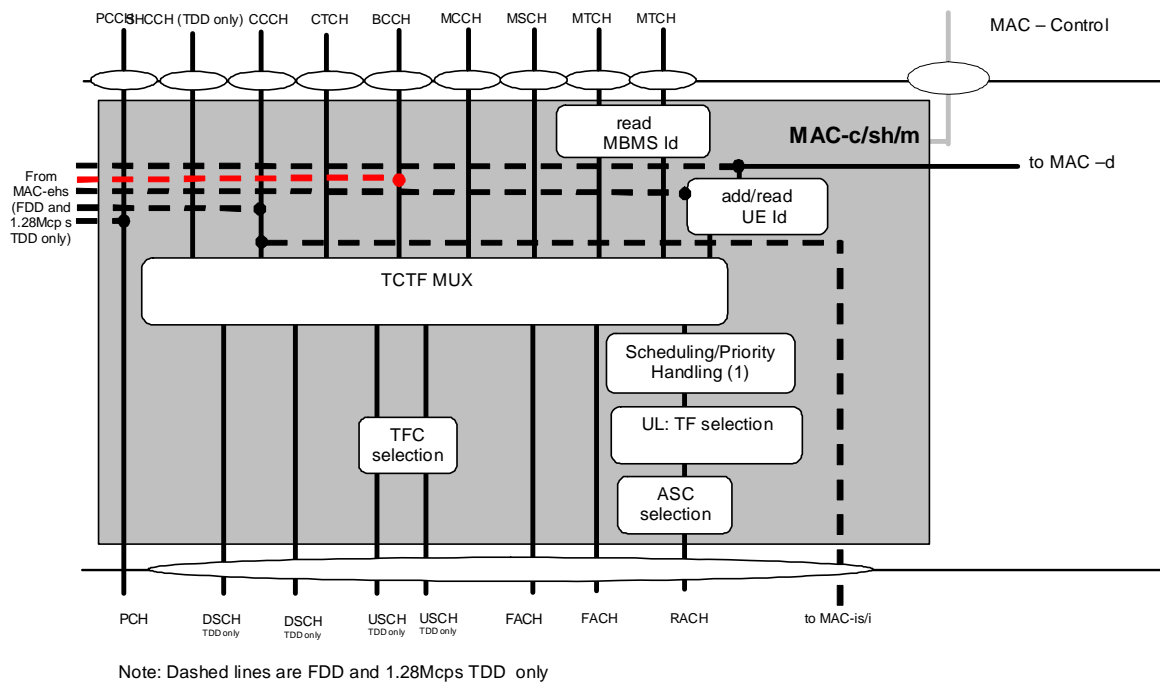 PCCH SHCCH (TDD only) CCCH CTCH BCCH MCCH MSCH MTCH MTCH
MAC – Control
read
MBMS Id
MAC-c/sh/m
to MAC –d
From
MAC-ehs
(FDD and
1.28Mcp s
TDD only)
add/read
UE Id
TCTF MUX
Scheduling/Priority
Handling (1)
UL: TF selection
TFC
selection
ASC
selection
PCH DSCH DSCH USCH USCH FACH FACH RACH to MAC-is/i
TDD only TDD only TDD only TDD only
Note: Dashed lines are FDD and 1.28Mcps TDD only